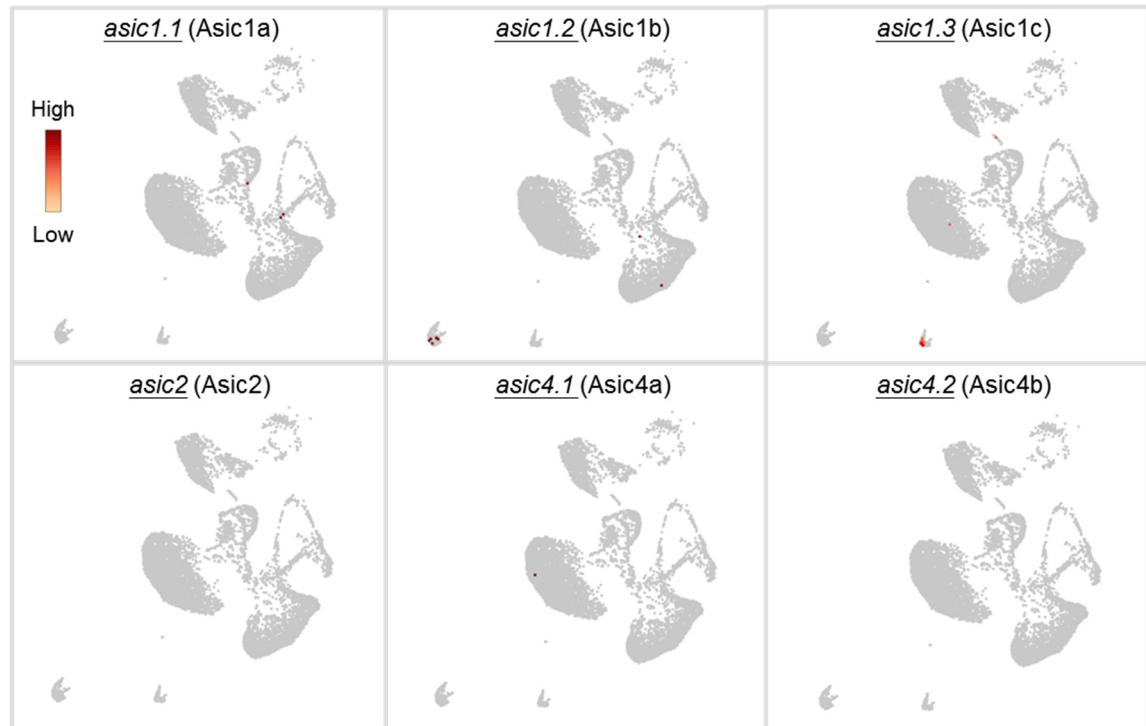 asic1.1 (Asic1a)
asic1.2 (Asic1b)
asic1.3 (Asic1c)
High
Low
asic2 (Asic2)
asic4.1 (Asic4a)
asic4.2 (Asic4b)